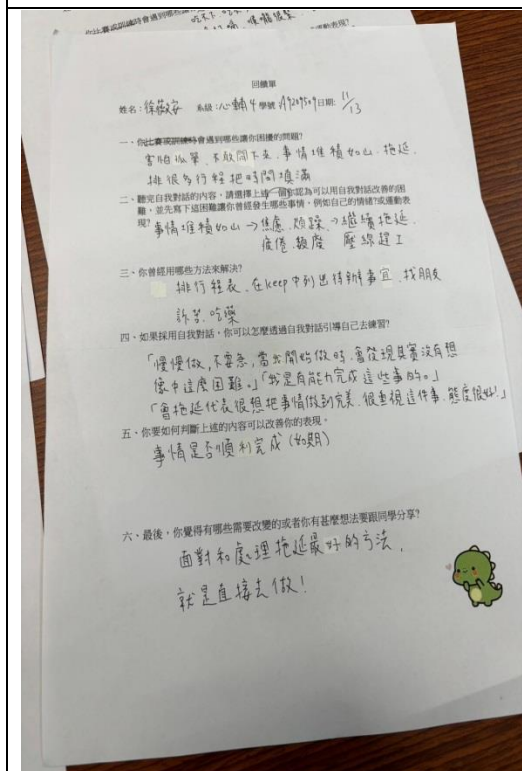 回饋單
姓名：徐薇安 系級：心輔4 學號 日期：11/13
一、你比賽或訓練時會遇到哪些讓你困擾的問題?
害怕孤單、不敢閒下來、事情堆積如山、拖延、
排很多行程把時間填滿
二、聽完自我對話的內容，請選擇上述一個你認為可以用自我對話改善的困
難，並先寫下這困難讓你曾經發生哪些事情，例如自己的情緒?或運動表
現? 事情堆積如山→焦慮、煩躁、→繼續拖延、
疲倦、頹廢 壓線趕工
三、你曾經用哪些方法來解決?
排行程表、在keep中列出待辦事宜、找朋友
訴苦、吃樂
四、如果採用自我對話，你可以怎麼透過自我對話引導自己去練習?
「慢慢做，不要急，當我開始做時，會發現其實沒有想
像中這麼困難。」「我是有能力完成這些事的。」
「會拖延代表很想把事情做到完美、很重視這件事、態度很好!」
五、你要如何判斷上述的內容可以改善你的表現。
事情是否順利完成(如期)
六、最後，你覺得有哪些需要改變的或者你有甚麼想法要跟同學分享?
面對和處理拖延最好的方法，
就是直接去做!